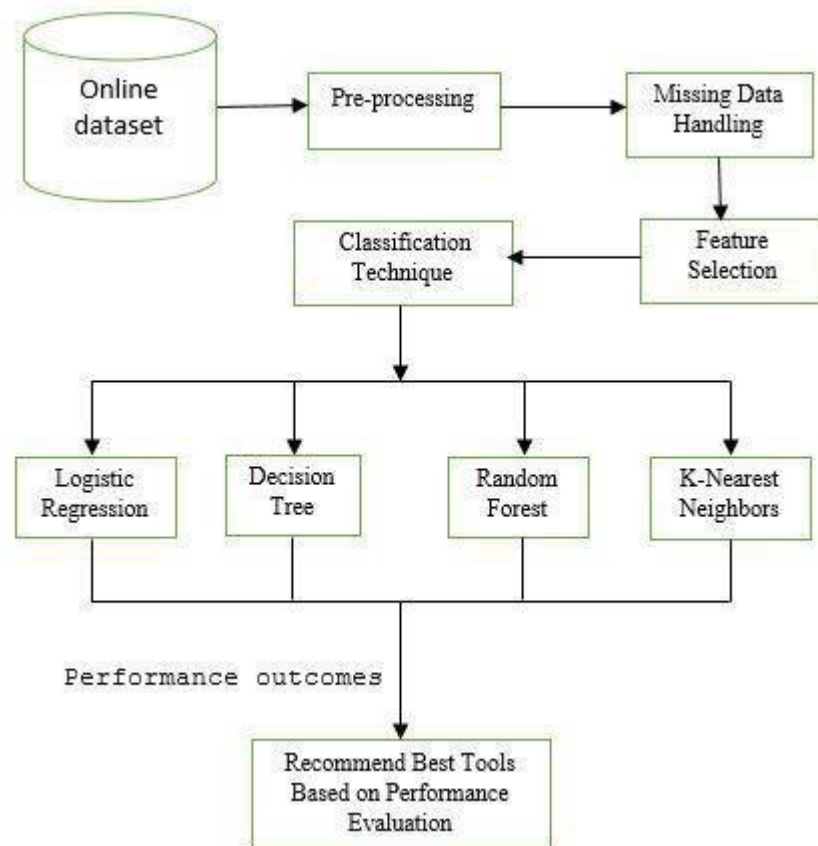 Online
dataset
Pre-processing
Missing Data
Handling
Classification
Technique
Feature
Selection
Logistic
Regression
Decision
Tree
Random
Forest
K-Nearest
Neighbors
Performance outcomes
Recommend Best Tools
Based on Performance
Evaluation